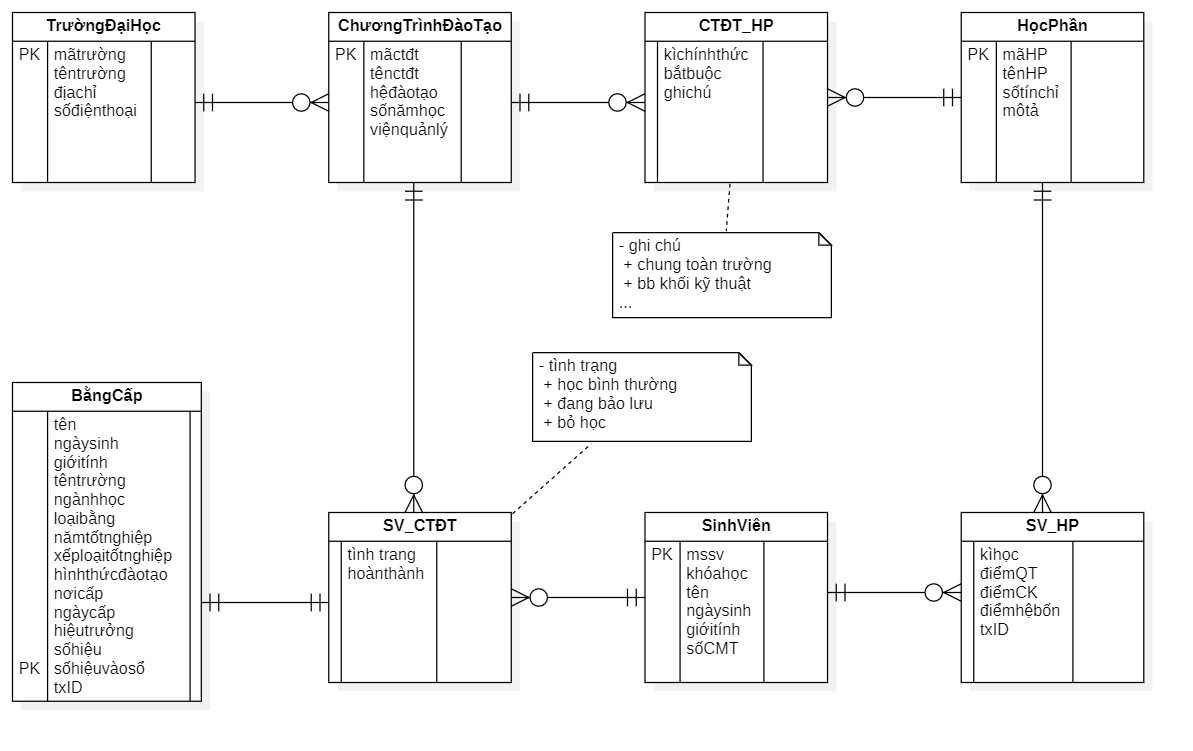 TrườngĐạiHọc
PK mãtrường
têntrường
địachỉ
sốđiệnthoại
ChươngTrìnhĐàoTạo
PK mãctđt
tênctđt
hệđàotạo
sốnămhọc
việnquảnlý
CTĐT_HP
kìchínhthức
bắtbuộc
ghichú
HọcPhần
PK mãHP
tênHP
sốtínchỉ
môtả
- ghi chú
+ chung toàn trường
+ bb khối kỹ thuật
...
- tình trạng
+ học bình thường
+ đang bảo lưu
+ bỏ học
BằngCấp
tên
ngàysinh
giớitính
têntrường
ngànhhọc
loạibằng
nămtốtnghiệp
xếploạitốtnghiệp
hìnhthứcđàotạo
nơicấp
ngàycấp
hiệutrưởng
sốhiệu
PK sốhiệuvàosổ
txID
SV_CTĐT
tình trạng
hoànthành
SinhViên
PK mssv
khóahọc
tên
ngàysinh
giớitính
sốCMT
SV_HP
kìhọc
điểmQT
điểmCK
điểmhệbốn
txID